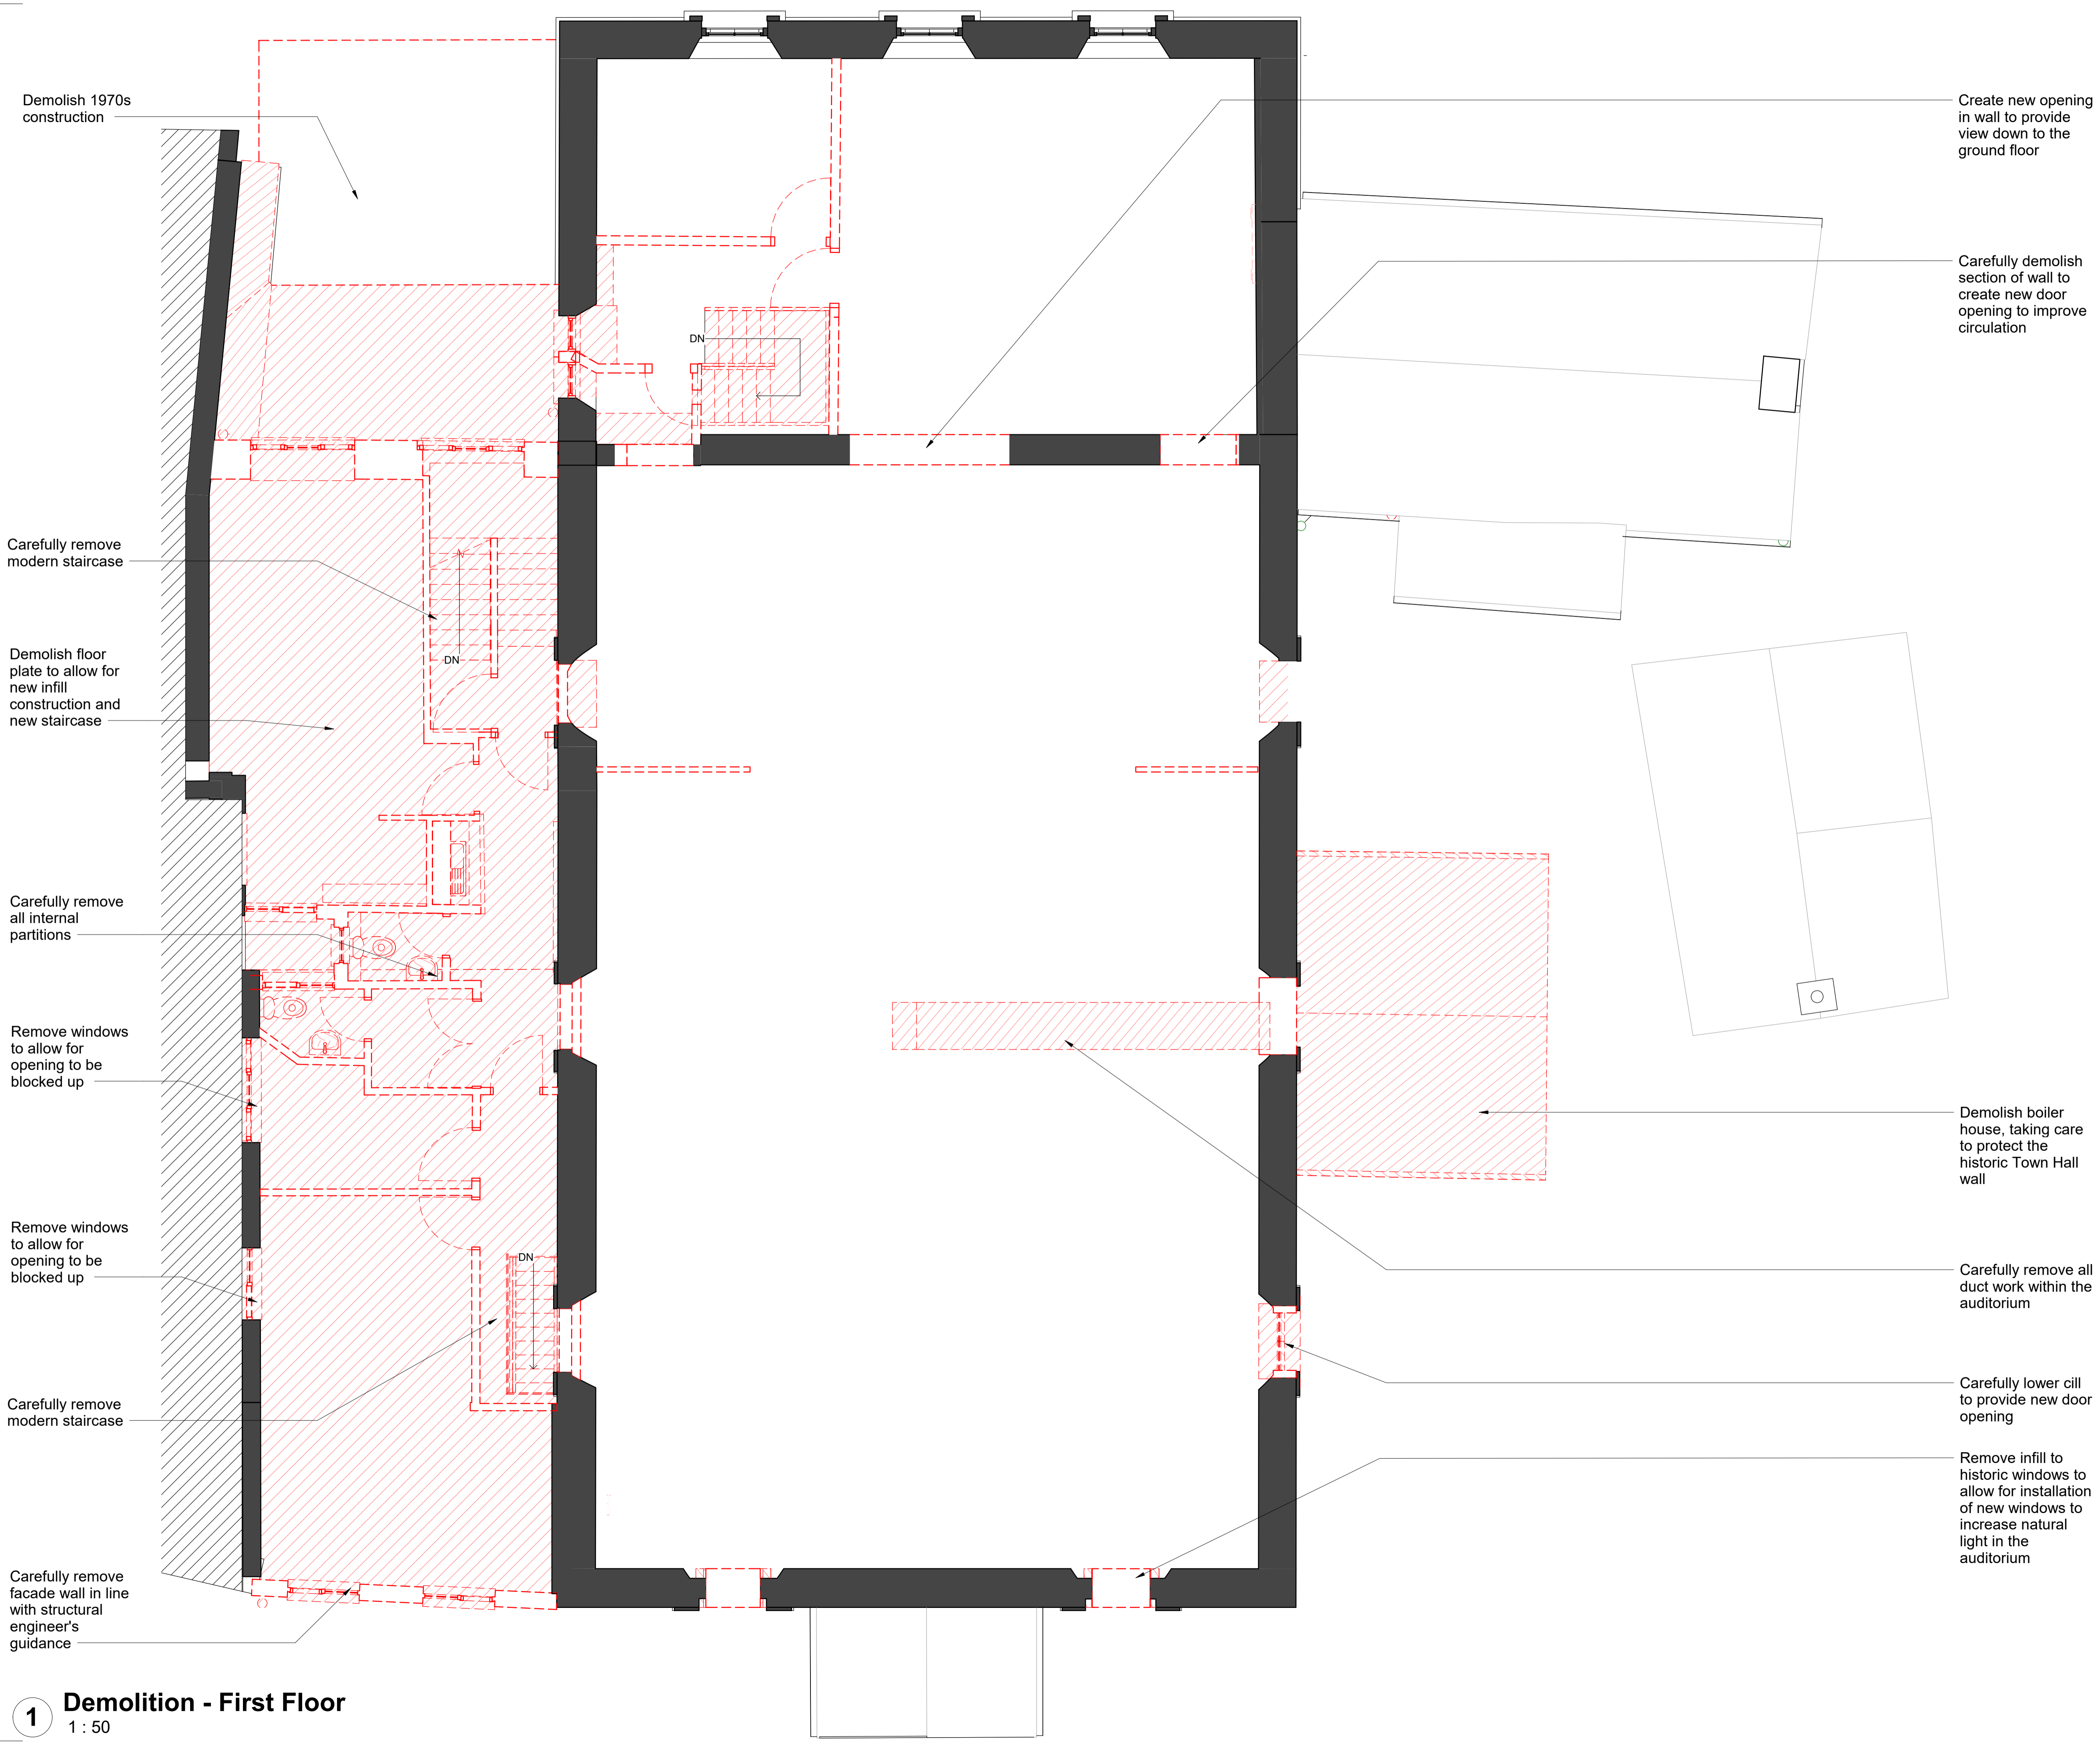 Demolish 1970s
construction
Carefully remove
modern staircase
Demolish floor
plate to allow for
new infill
construction and
new staircase
Carefully remove
all internal
partitions
Remove windows
to allow for
opening to be
blocked up
Remove windows
to allow for
opening to be
blocked up
Carefully remove
modern staircase
Carefully remove
facade wall in line
with structural
engineer's
guidance
DN
DN
DN
Create new opening
in wall to provide
view down to the
ground floor
Carefully demolish
section of wall to
create new door
opening to improve
circulation
Demolish boiler
house, taking care
to protect the
historic Town Hall
wall
Carefully remove all
duct work within the
auditorium
Carefully lower cill
to provide new door
opening
Remove infill to
historic windows to
allow for installation
of new windows to
increase natural
light in the
auditorium
1
Demolition - First Floor
1 : 50